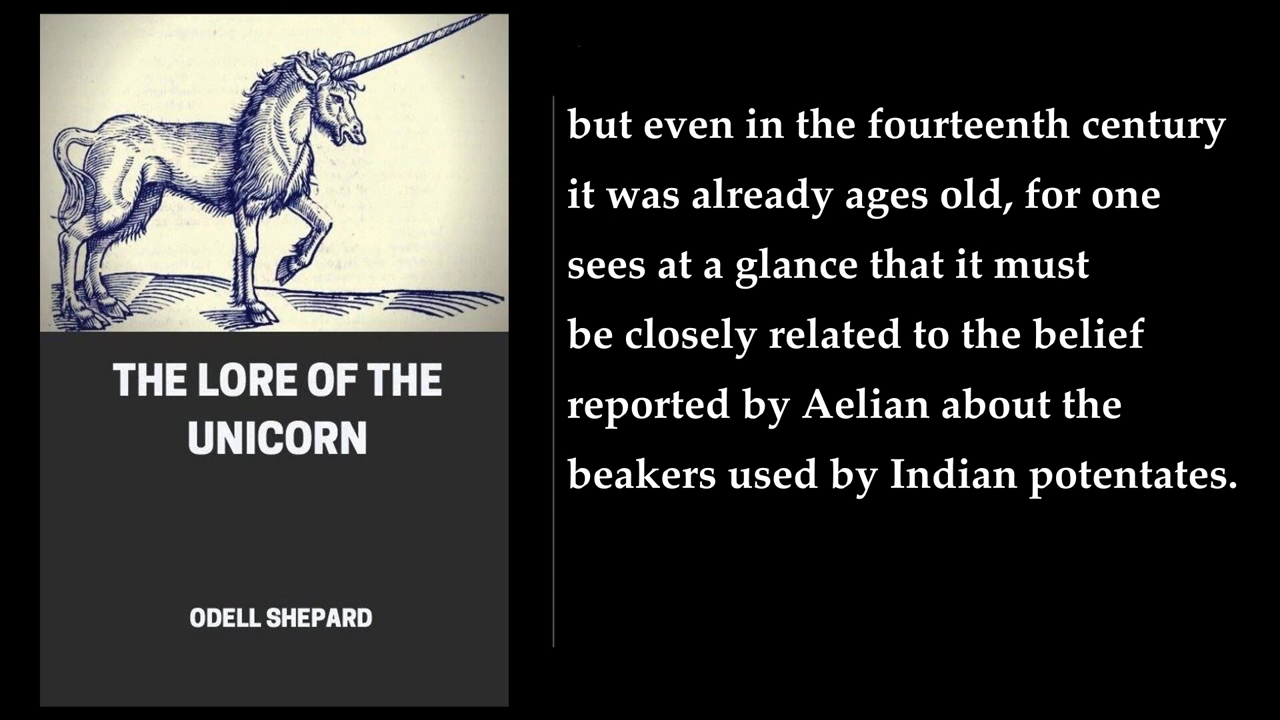 THE LORE OF THE
UNICORN
ODELL SHEPARD
but even in the fourteenth century
it was already ages old, for one
sees at a glance that it must
be closely related to the belief
reported by Aelian about the
beakers used by Indian potentates.